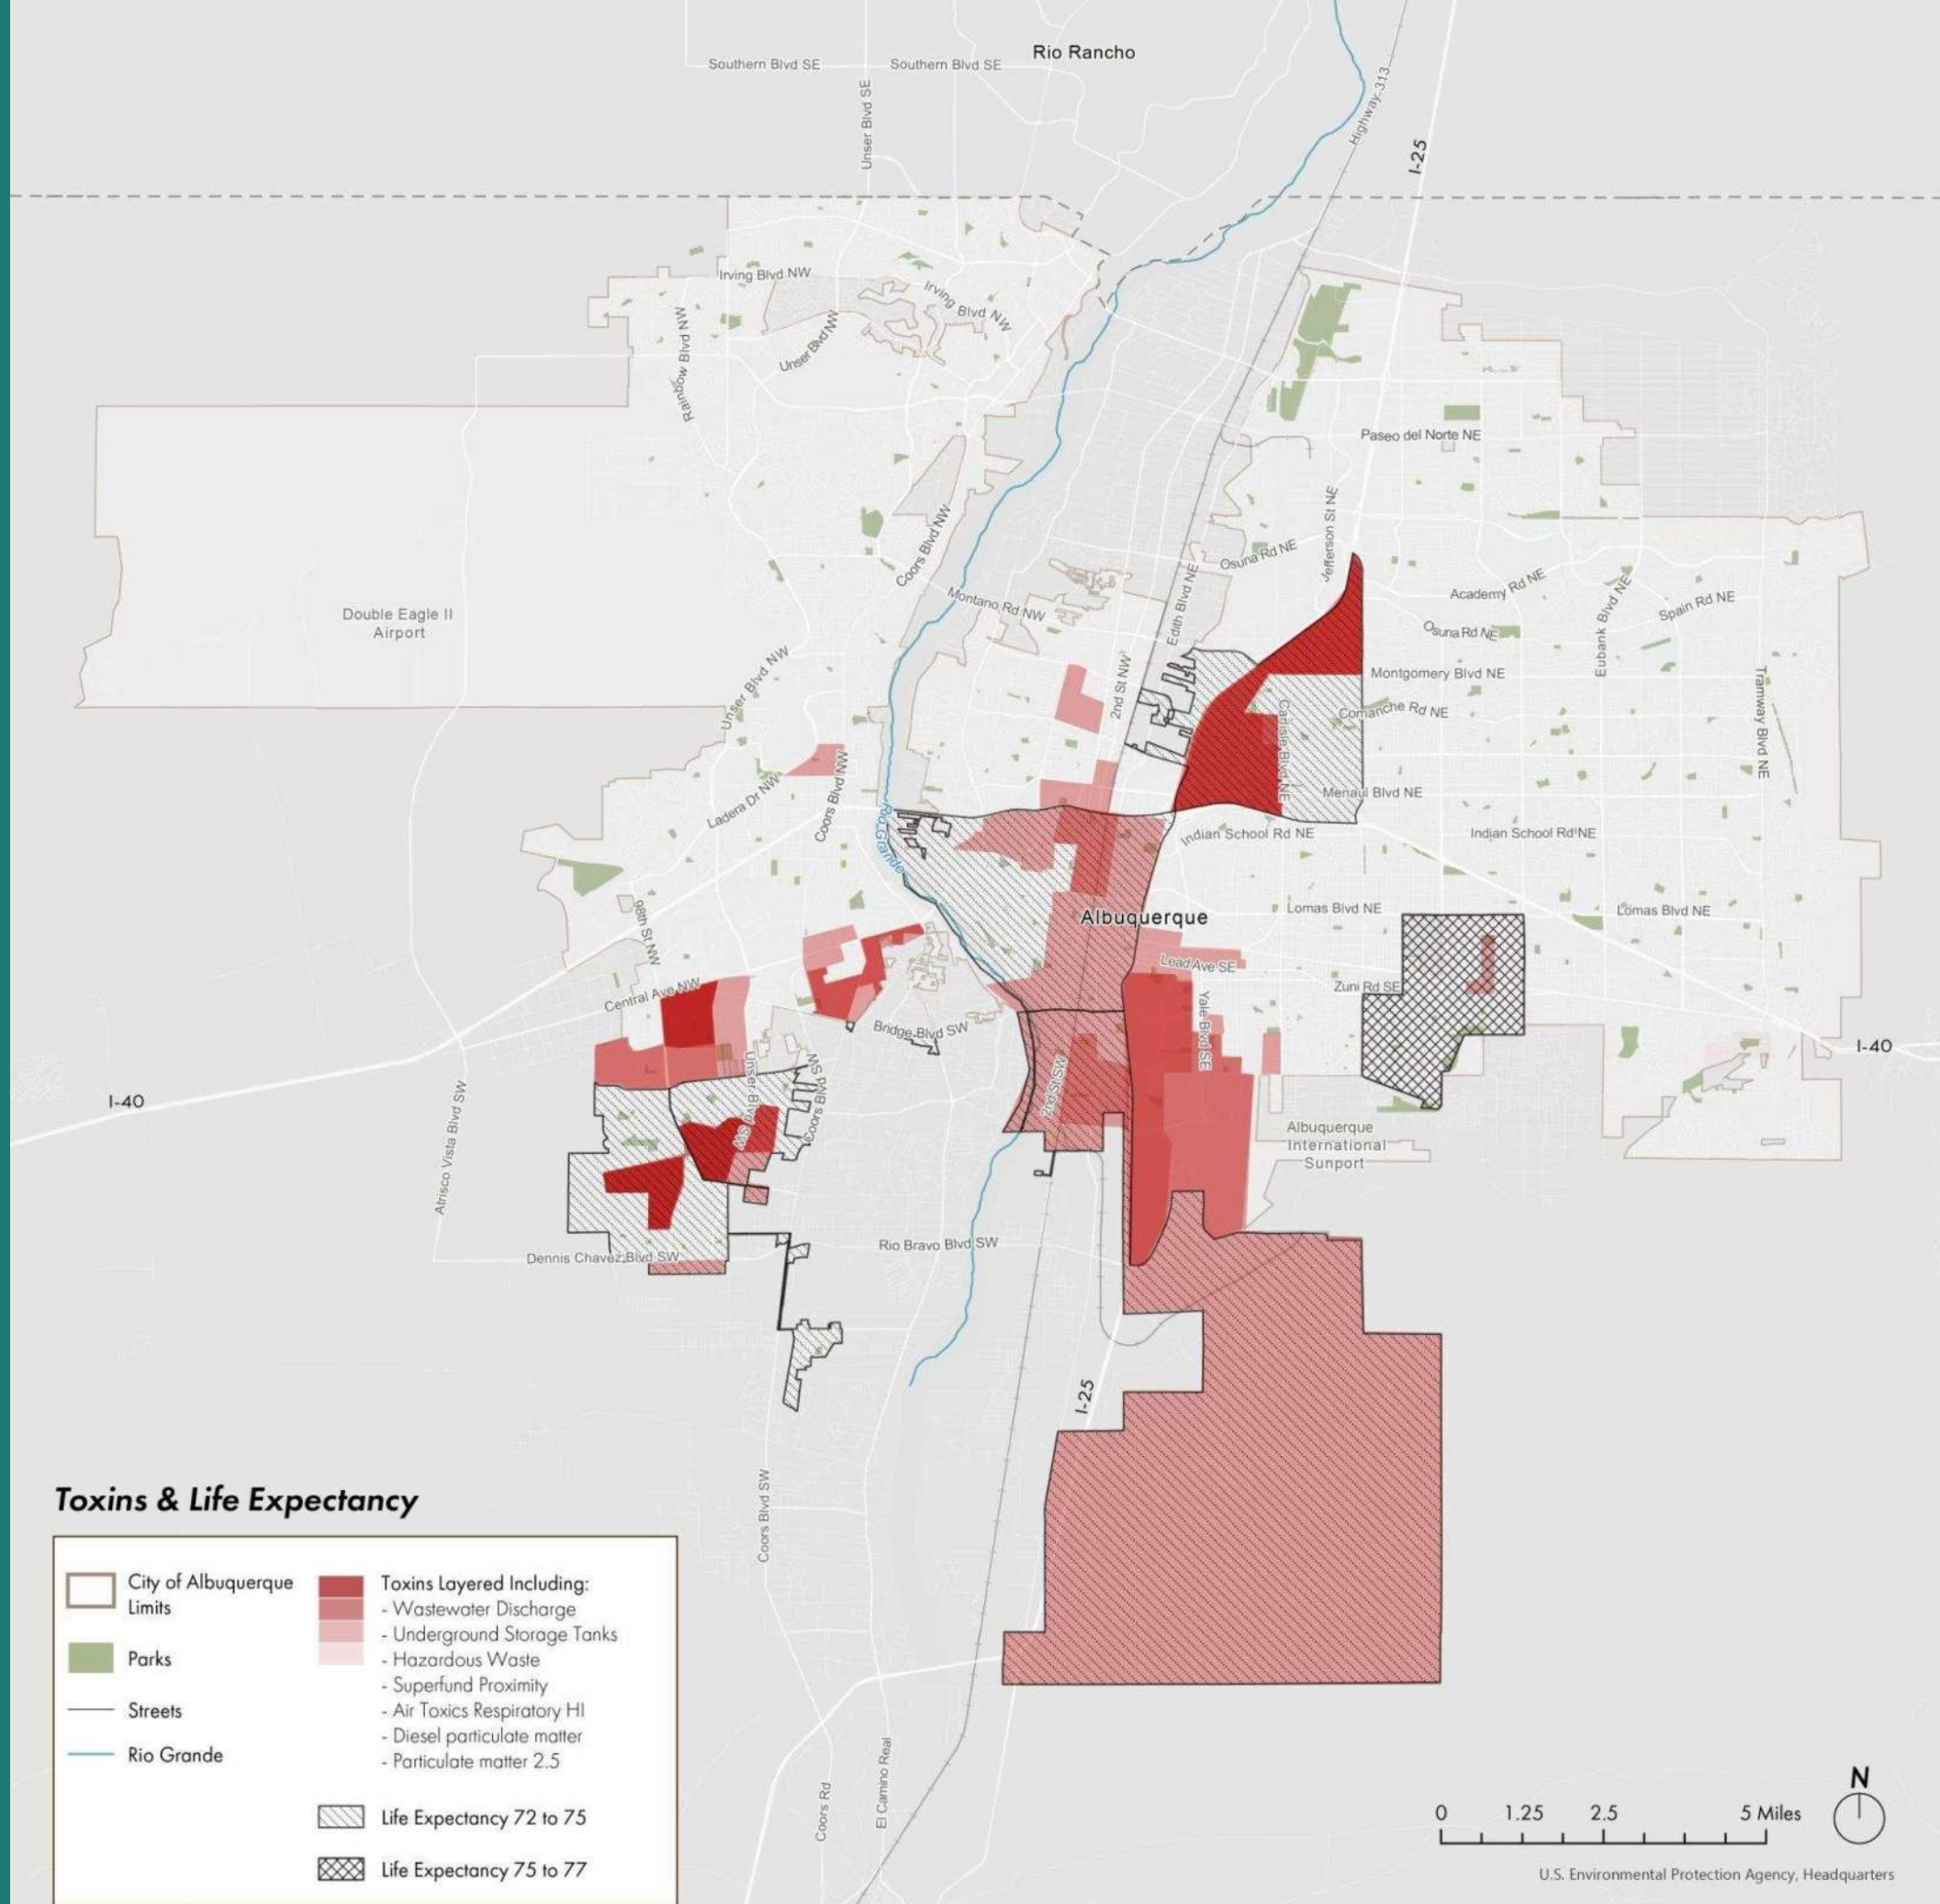 Rio Rancho
Southern Blvd SE
Southern Blvd SE
Unser Blvd SE
Highway 313
I-25
Irving Blvd NW
Irving Blvd NW
Rainbow Blvd NW
Unser Blvd NW
Paseo del Norte NE
Jefferson St NE
Coors Blvd NW
Osuna Rd NE
Academy Rd NE
Eubank Blvd NE
Spain Rd NE
Montano Rd NW
Edith Blvd NE
Double Eagle II
Airport
Osuna Rd NE
Unser Blvd NW
2nd St NW
Montgomery Blvd NE
Tramway Blvd NE
Carlisle Blvd NE
Comanche Rd NE
Ladera Dr NW
Coors Blvd NW
Menaul Blvd NE
Rio Grande
Indian School Rd NE
Indian School Rd NE
98th St NW
Albuquerque
Lomas Blvd NE
Lomas Blvd NE
Lead Ave SE
Central Ave NW
Zuni Rd SE
Yale Blvd SE
Bridge Blvd SW
I-40
I-40
Unser Blvd SW
Coors Blvd SW
2nd St SW
Atrisco Vista Blvd SW
Albuquerque
International
Sunport
Dennis Chavez Blvd SW
Rio Bravo Blvd SW
I-25
Coors Blvd SW
Coors Rd
El Camino Real
Toxins & Life Expectancy
City of Albuquerque
Limits
Parks
Streets
Rio Grande
Toxins Layered Including:
- Wastewater Discharge
- Underground Storage Tanks
- Hazardous Waste
- Superfund Proximity
- Air Toxics Respiratory HI
- Diesel particulate matter
- Particulate matter 2.5
Life Expectancy 72 to 75
Life Expectancy 75 to 77
N
0 1.25 2.5 5 Miles
U.S. Environmental Protection Agency, Headquarters